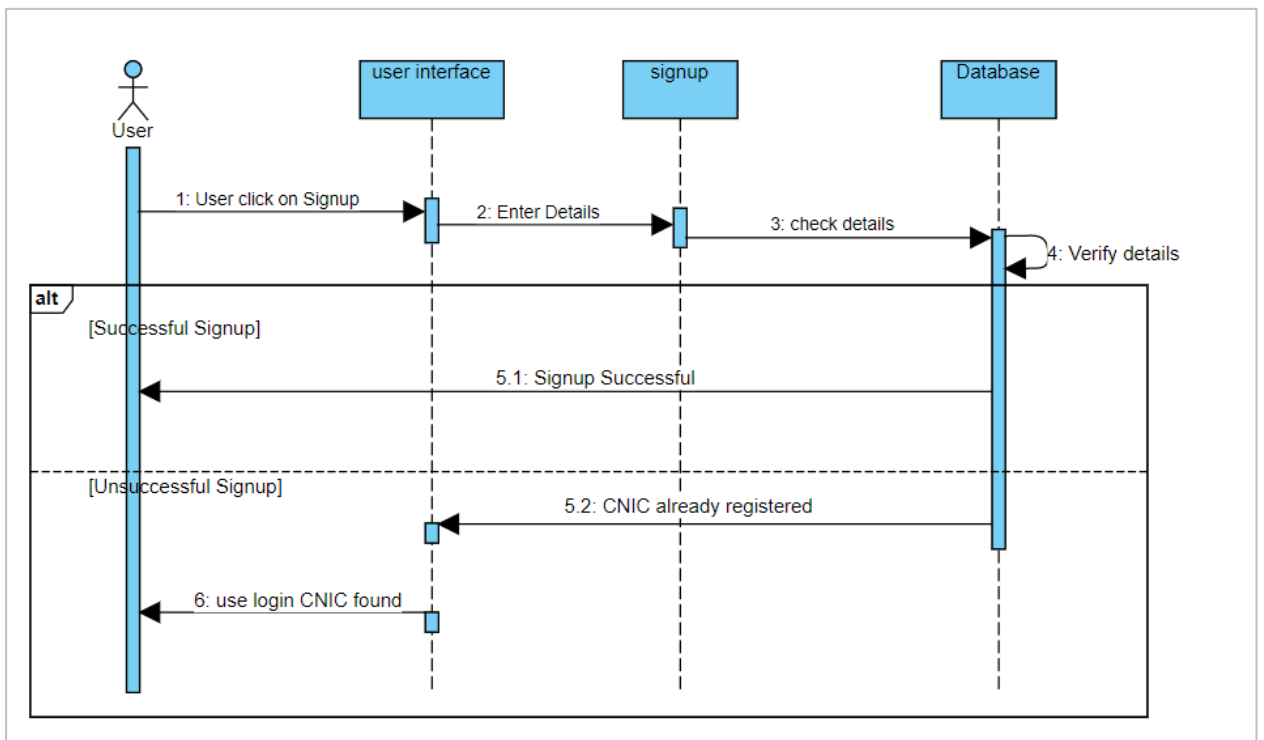 user interface
signup
Database
User
1: User click on Signup
2: Enter Details
3: check details
4: Verify details
alt
[Successful Signup]
5.1: Signup Successful
[Unsuccessful Signup]
5.2: CNIC already registered
6: use login CNIC found